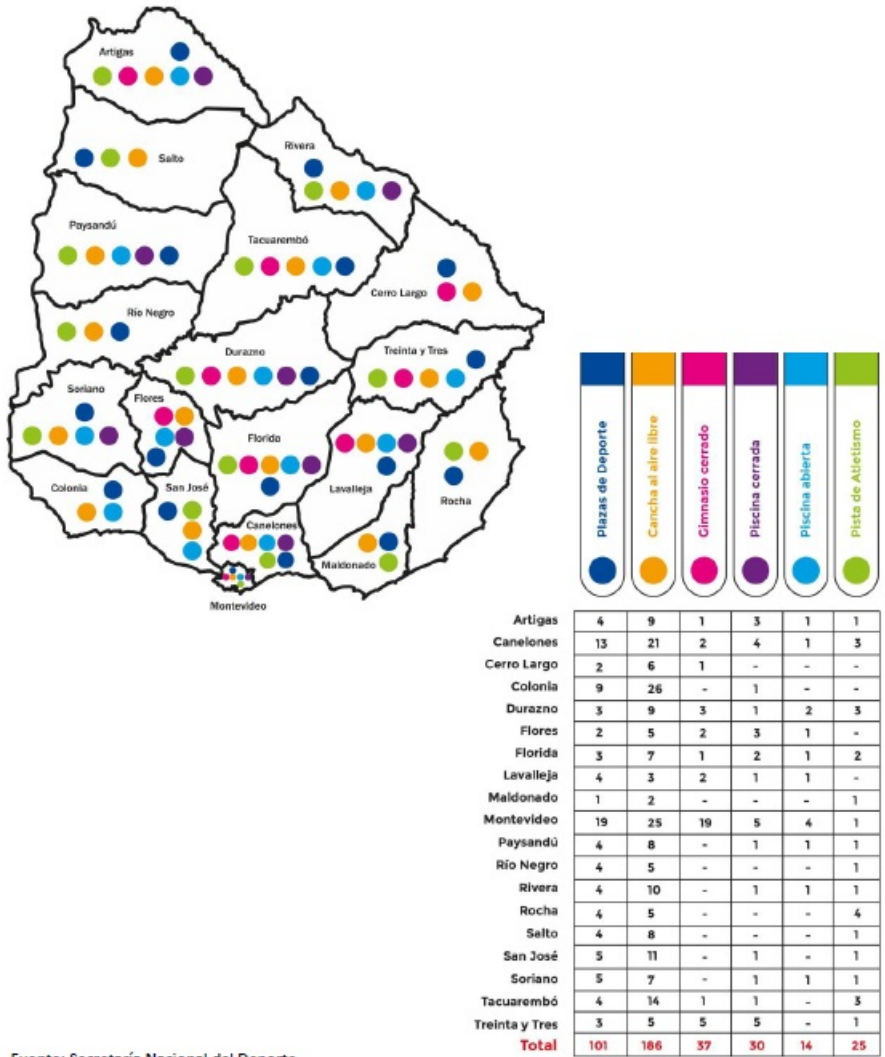 Artigas
Salto
Rivera
Paysandú
Tacuarembó
Cerro Largo
Río Negro
Durazno
Treinta y Tres
Soriano
Flores
Florida
Lavalleja
Rocha
Colonia
San José
Canelones
Maldonado
Montevideo
Plazas de Deporte
Cancha al aire libre
Gimnasio cerrado
Piscina cerrada
Piscina abierta
Pista de Atletismo
Artigas 4 9 1 3 1 1
Canelones 13 21 2 4 1 3
Cerro Largo 2 6 1 - - -
Colonia 9 26 - 1 - -
Durazno 3 9 3 1 2 3
Flores 2 5 2 3 1 -
Florida 3 7 1 2 1 2
Lavalleja 4 3 2 1 1 -
Maldonado 1 2 - - - 1
Montevideo 19 25 19 5 4 1
Paysandú 4 8 - 1 1 1
Río Negro 4 5 - - - 1
Rivera 4 10 - 1 1 1
Rocha 4 5 - - - 4
Salto 4 8 - - - 1
San José 5 11 - 1 - 1
Soriano 5 7 - 1 1 1
Tacuarembó 4 14 1 1 - 3
Treinta y Tres 3 5 5 5 - 1
Total 101 186 37 30 14 25
Fuente: Secretaría Nacional del Deporte